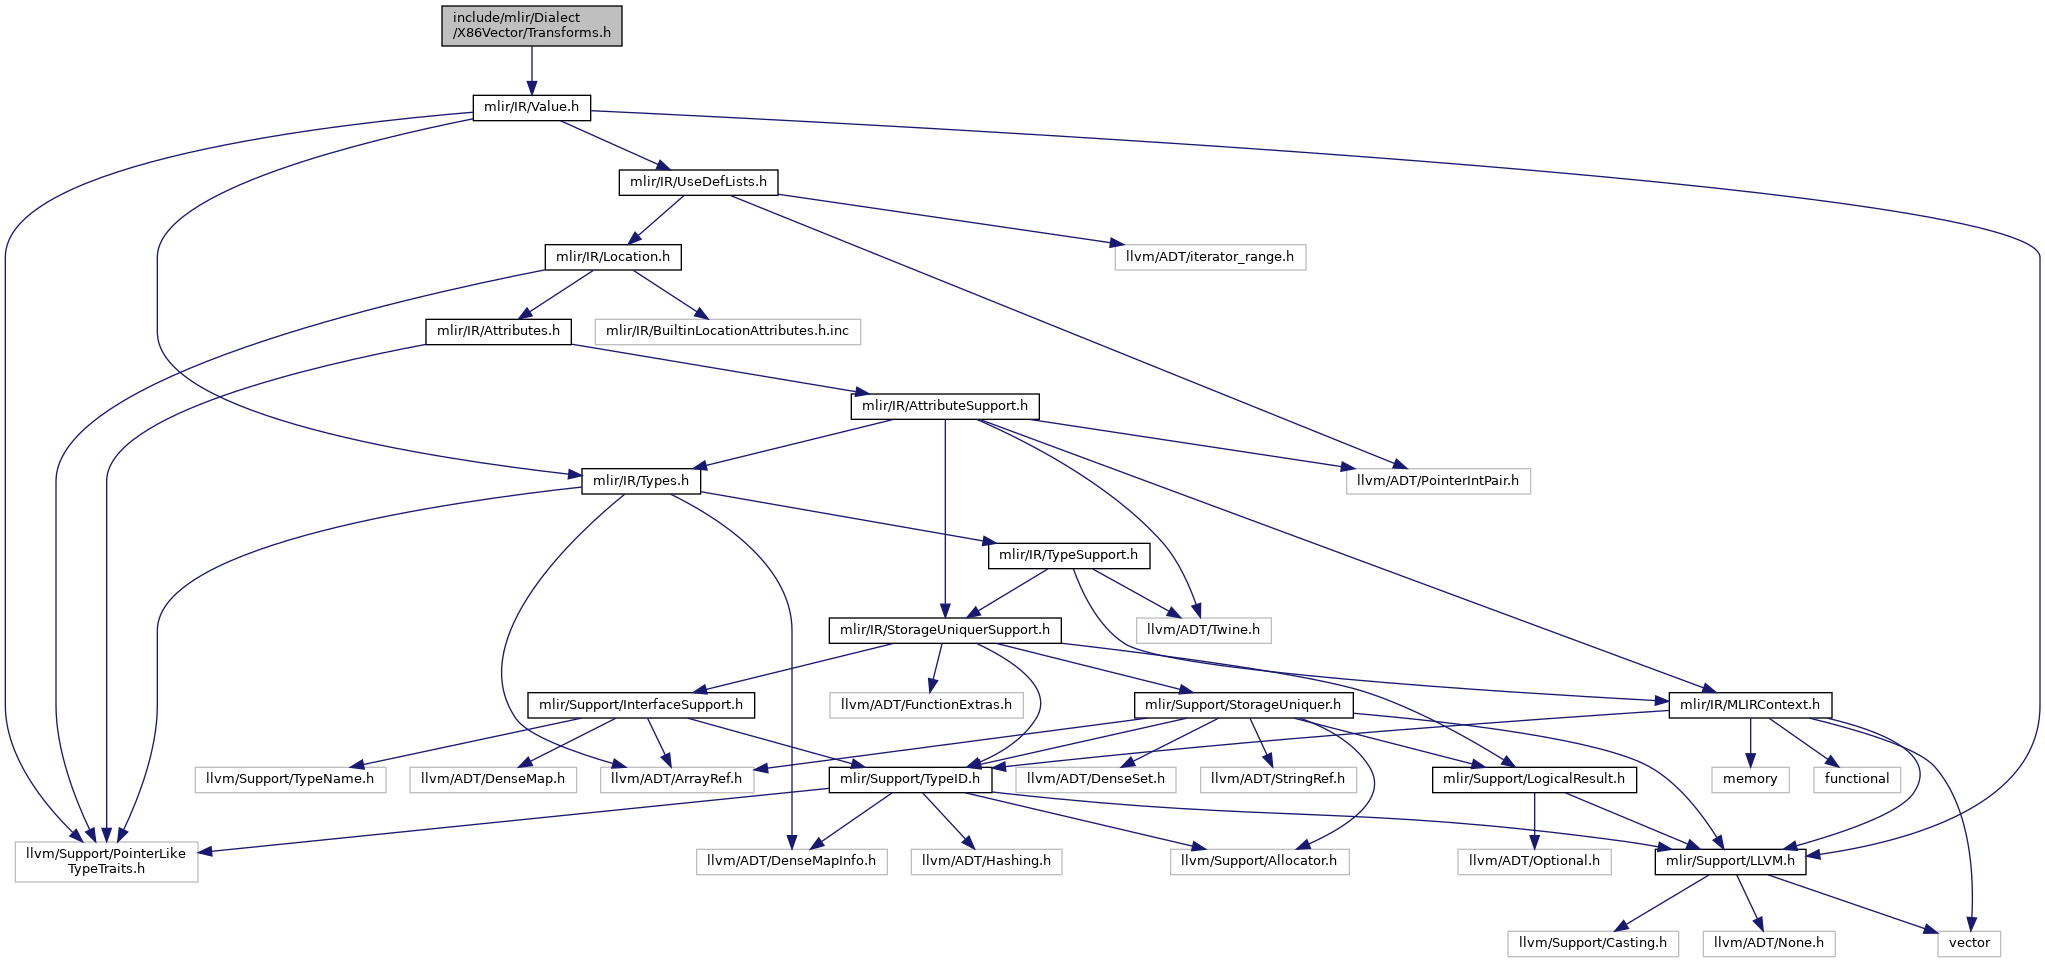 include/mlir/Dialect
/X86Vector/Transforms.h
mlir/IR/Value.h
mlir/IR/UseDefLists.h
mlir/IR/Location.h
llvm/ADT/iterator_range.h
mlir/IR/Attributes.h
mlir/IR/BuiltinLocationAttributes.h.inc
mlir/IR/AttributeSupport.h
mlir/IR/Types.h
llvm/ADT/PointerIntPair.h
mlir/IR/TypeSupport.h
mlir/IR/StorageUniquerSupport.h
llvm/ADT/Twine.h
mlir/Support/InterfaceSupport.h
llvm/ADT/FunctionExtras.h
mlir/Support/StorageUniquer.h
mlir/IR/MLIRContext.h
llvm/Support/TypeName.h
llvm/ADT/DenseMap.h
llvm/ADT/ArrayRef.h
mlir/Support/TypeID.h
llvm/ADT/DenseSet.h
llvm/ADT/StringRef.h
mlir/Support/LogicalResult.h
memory
functional
llvm/Support/PointerLike
TypeTraits.h
llvm/ADT/DenseMapInfo.h
llvm/ADT/Hashing.h
llvm/Support/Allocator.h
llvm/ADT/Optional.h
mlir/Support/LLVM.h
llvm/Support/Casting.h
llvm/ADT/None.h
vector